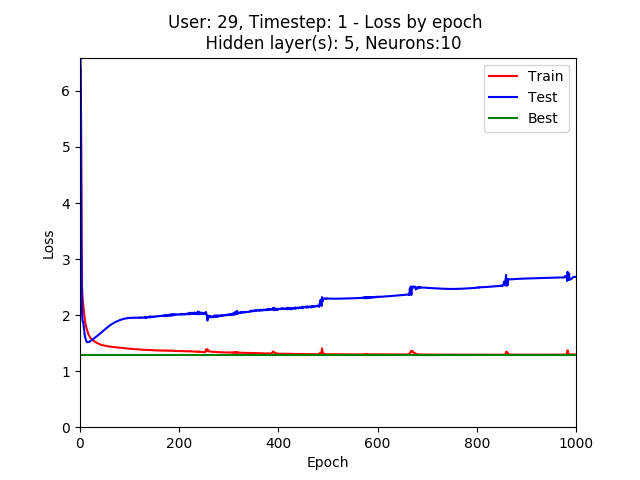 User: 29, Timestep: 1 - Loss by epoch
Hidden layer(s): 5, Neurons:10
Train
Test
Best
Loss
6
5
4
3
2
1
0
0 200 400 600 800 1000
Epoch